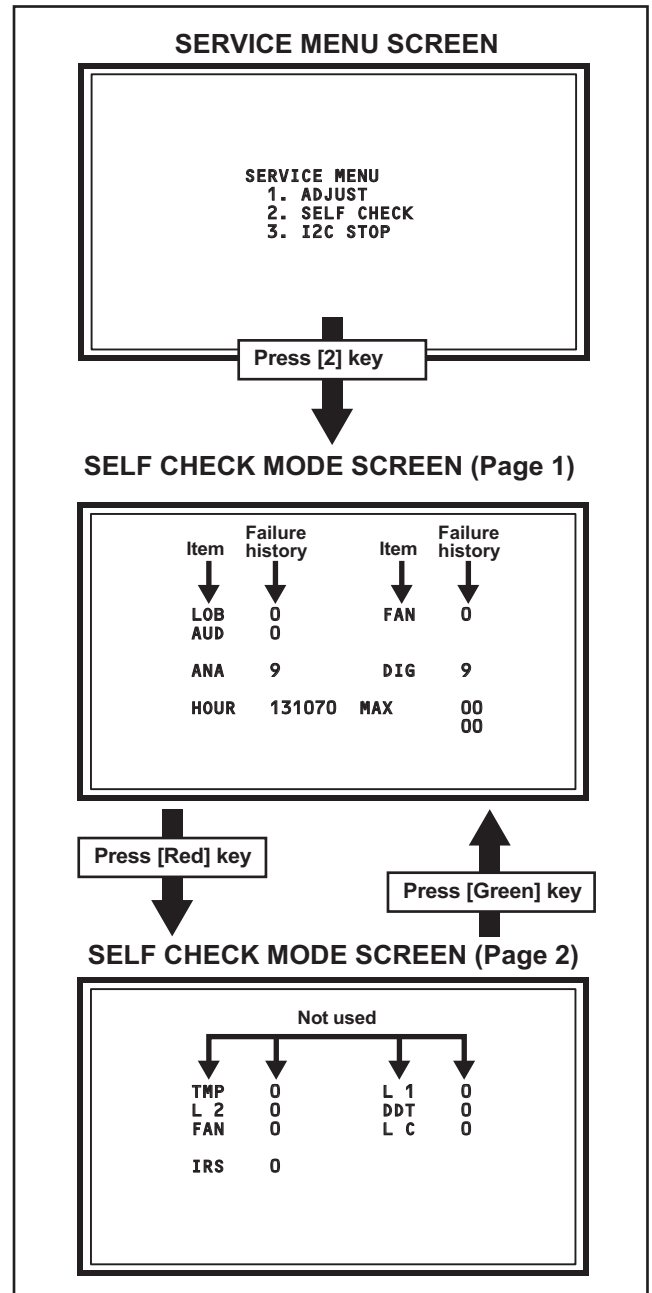 SERVICE MENU SCREEN
SERVICE MENU
1. ADJUST
2. SELF CHECK
3. I2C STOP
Press [2] key
SELF CHECK MODE SCREEN (Page 1)
Item Failure history Item Failure history
LOB 0 FAN 0
AUD 0
ANA 9 DIG 9
HOUR 131070 MAX 00
00
Press [Red] key
Press [Green] key
SELF CHECK MODE SCREEN (Page 2)
Not used
TMP 0 L 1 0
L 2 0 DDT 0
FAN 0 L C 0
IRS 0